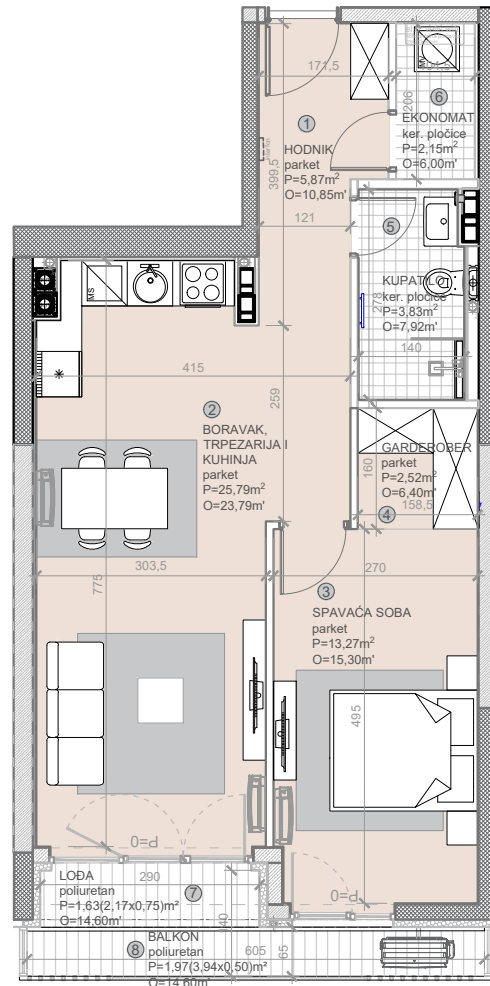 171,5
6
1
206
EKONOMAT
ker. pločice
P=2,15m²
O=6,00m'
HODNIK
parket
P=5,87m²
O=10,85m'
399,5
121
5
KUPATILO
ker. pločice
P=3,83m²
O=7,92m'
278
140
MS
415
259
2
BORAVAK,
TRPEZARIJA I
KUHINJA
parket
P=25,79m²
O=23,79m'
GARDEROBER
parket
P=2,52m²
O=6,40m'
160
158,5
4
303,5
270
775
3
SPAVAĆA SOBA
parket
P=13,27m²
O=15,30m'
495
P=0
P=0
LOĐA
poliuretan
P=1,63(2,17x0,75)m²
O=14,60m'
290
7
8
BALKON
poliuretan
P=1,97(3,94x0,50)m²
O=14,60m'
605
65